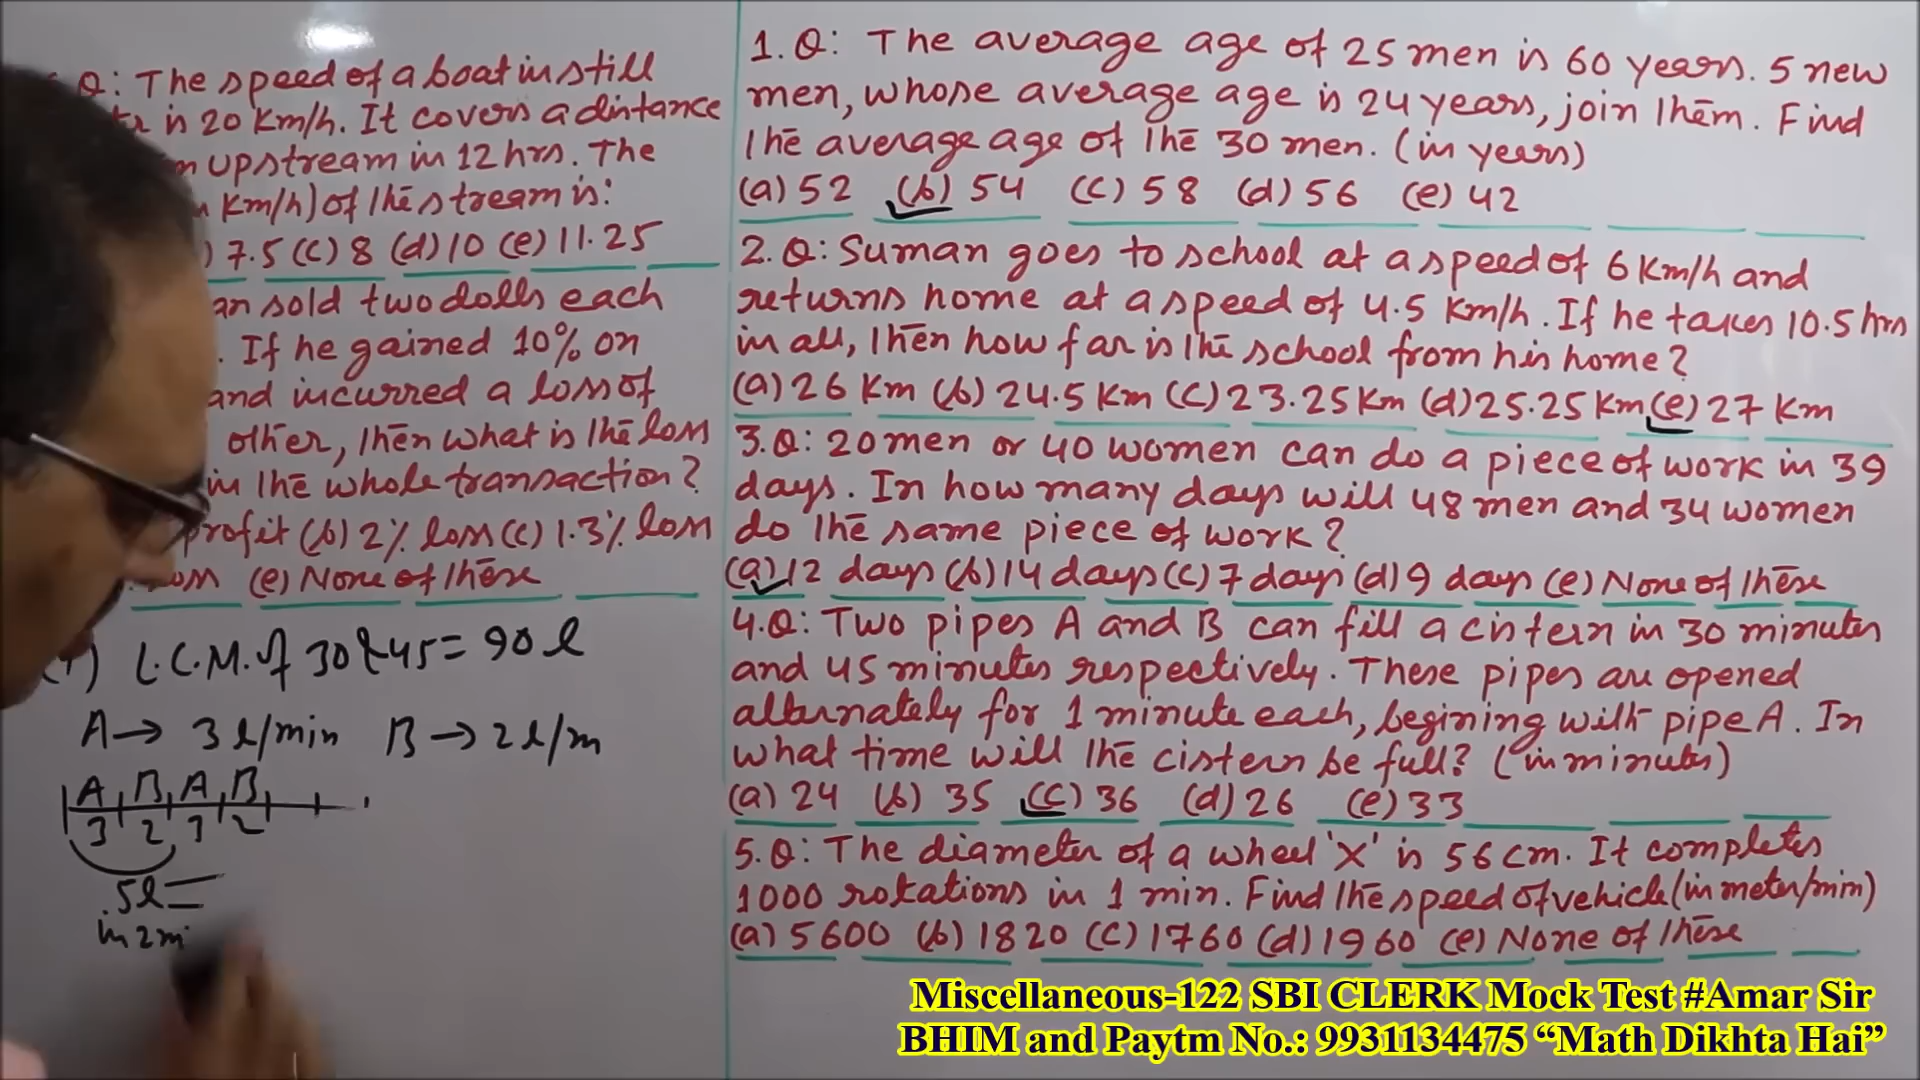 Q: The speed of a boat in still
is 20 Km/h. It covers a distance
upstream in 12 hrs. The
Km/h) of the stream is:
) 7.5 (c) 8 (d) 10 (e) 11.25
sold two dolls each
. If he gained 10% on
and incurred a loss of
other, then what is the loss
in the whole transaction?
profit (b) 2% loss (c) 1.3% loss
loss (e) None of these
L.C.M. of 30 & 45 = 90 l
A → 3 l/min B → 2 l/m
A B A B
3 2 3 2
5l =
in 2 mi
1.Q: The average age of 25 men is 60 years. 5 new
men, whose average age is 24 years, join them. Find
the average age of the 30 men. (in years)
(a) 52 (b) 54 (c) 58 (d) 56 (e) 42
2.Q: Suman goes to school at a speed of 6 Km/h and
returns home at a speed of 4.5 Km/h. If he takes 10.5 hrs
in all, then how far is the school from his home?
(a) 26 Km (b) 24.5 Km (c) 23.25 Km (d) 25.25 Km (e) 27 Km
3.Q: 20 men or 40 women can do a piece of work in 39
days. In how many days will 48 men and 34 women
do the same piece of work?
(a) 12 days (b) 14 days (c) 7 days (d) 9 days (e) None of these
4.Q: Two pipes A and B can fill a cistern in 30 minutes
and 45 minutes respectively. These pipes are opened
alternately for 1 minute each, begining with pipe A. In
what time will the cistern be full? (in minutes)
(a) 24 (b) 35 (c) 36 (d) 26 (e) 33
5.Q: The diameter of a wheel 'X' is 56 cm. It completes
1000 rotations in 1 min. Find the speed of vehicle (in meter/min)
(a) 5600 (b) 1820 (c) 1760 (d) 1960 (e) None of these
Miscellaneous-122 SBI CLERK Mock Test #Amar Sir
BHIM and Paytm No.: 9931134475 “Math Dikhta Hai”